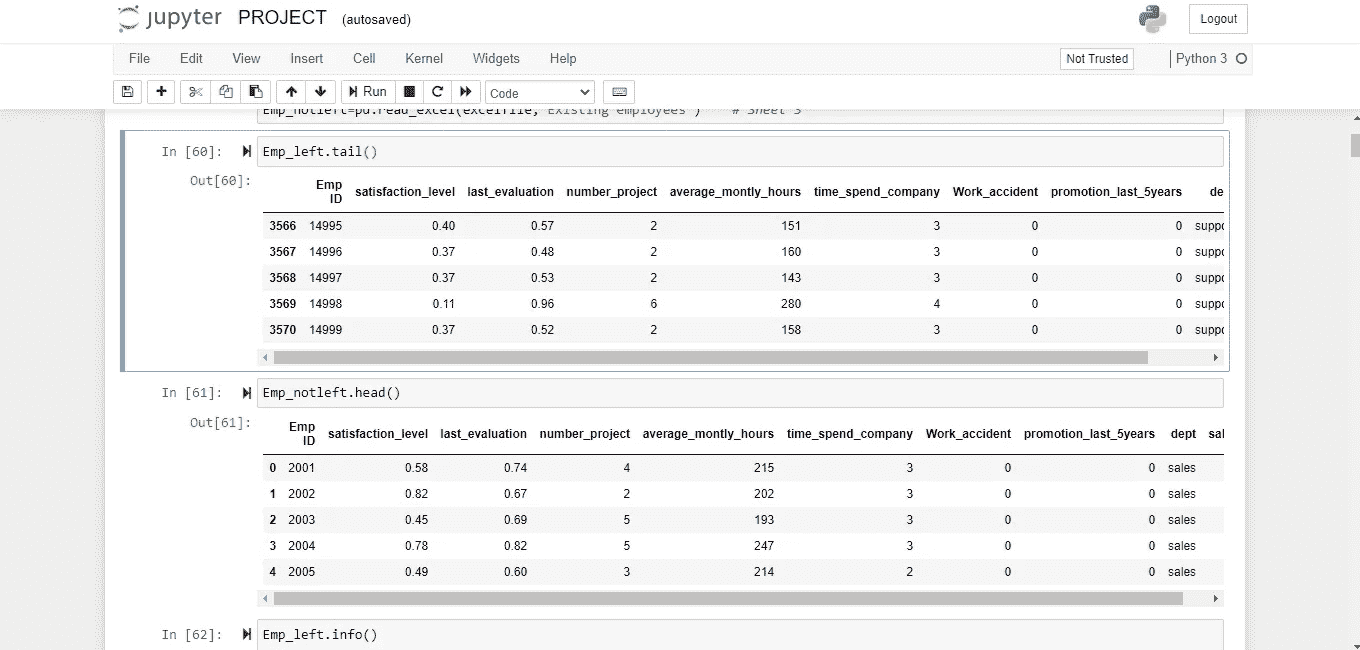 jupyter PROJECT (autosaved) Logout
File Edit View Insert Cell Kernel Widgets Help Not Trusted Python 3
Run Code
Emp_notleft=pd.read_excel(excelfile, 'Existing employees') # Sheet 3
In [60]: Emp_left.tail()
Out[60]:
Emp ID satisfaction_level last_evaluation number_project average_montly_hours time_spend_company Work_accident promotion_last_5years de
3566 14995 0.40 0.57 2 151 3 0 0 suppo
3567 14996 0.37 0.48 2 160 3 0 0 suppo
3568 14997 0.37 0.53 2 143 3 0 0 suppo
3569 14998 0.11 0.96 6 280 4 0 0 suppo
3570 14999 0.37 0.52 2 158 3 0 0 suppo
In [61]: Emp_notleft.head()
Out[61]:
Emp ID satisfaction_level last_evaluation number_project average_montly_hours time_spend_company Work_accident promotion_last_5years dept sal
0 2001 0.58 0.74 4 215 3 0 0 sales
1 2002 0.82 0.67 2 202 3 0 0 sales
2 2003 0.45 0.69 5 193 3 0 0 sales
3 2004 0.78 0.82 5 247 3 0 0 sales
4 2005 0.49 0.60 3 214 2 0 0 sales
In [62]: Emp_left.info()